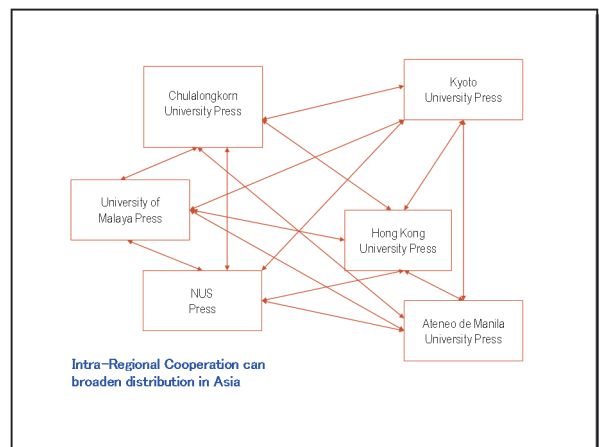 Chulalongkorn
University Press
Kyoto
University Press
University of
Malaya Press
Hong Kong
University Press
NUS
Press
Ateneo de Manila
University Press
Intra-Regional Cooperation can
broaden distribution in Asia